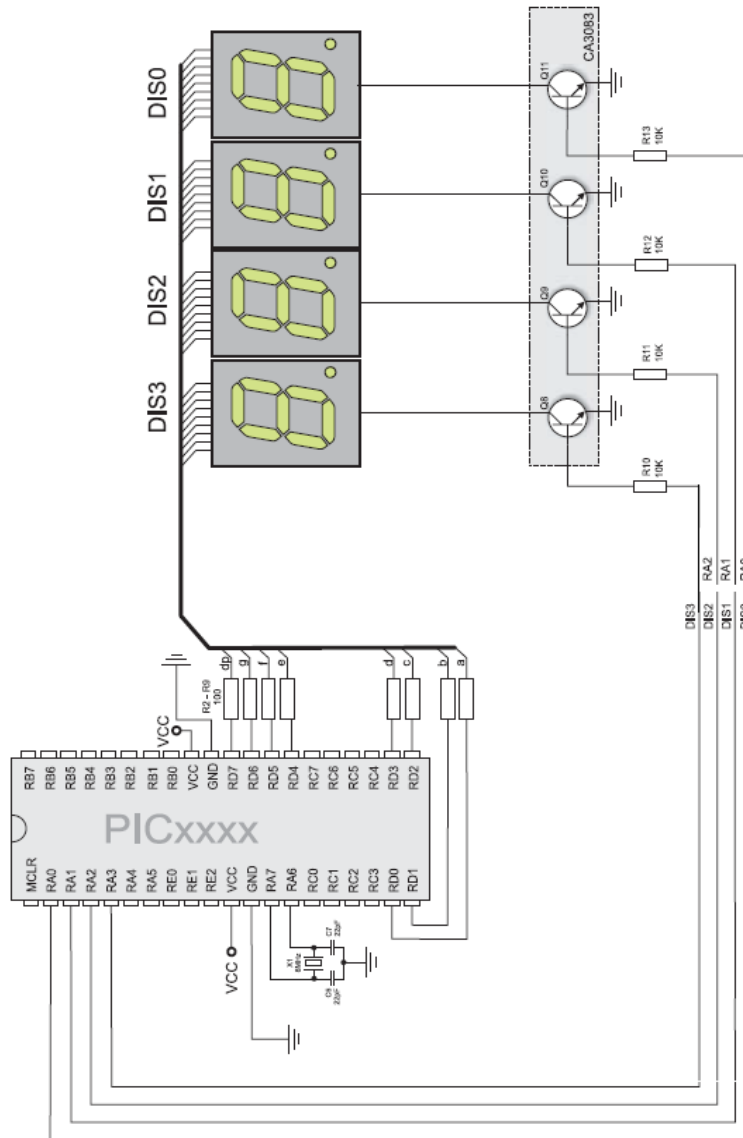 DIS0
DIS1
DIS2
DIS3
CA3083
Q11
Q10
Q9
Q8
R13
10K
R12
10K
R11
10K
R10
10K
DIS3
DIS2
RA2
DIS1
RA1
dp
g
f
e
d
c
b
a
R2-R9
100
VCC
PICxxxx
RB7
RB6
RB5
RB4
RB3
RB2
RB1
RB0
VCC
GND
RD7
RD6
RD5
RD4
RC7
RC6
RC5
RC4
RD3
RD2
MCLR
RA0
RA1
RA2
RA3
RA4
RA5
RE0
RE1
RE2
VCC
GND
RA7
RA6
RC0
RC1
RC2
RC3
RD0
RD1
VCC
X1
8MHz
C7
22pF
22pF